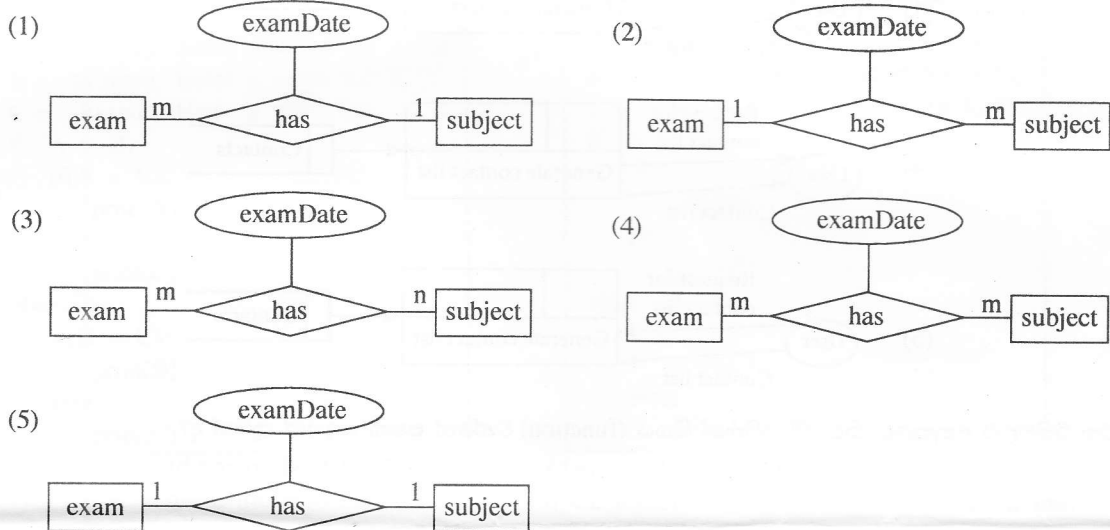 (1) examDate (2) examDate
exam m has 1 subject exam 1 has m subject
(3) examDate (4) examDate
exam m has n subject exam m has m subject
(5) examDate
exam 1 has 1 subject